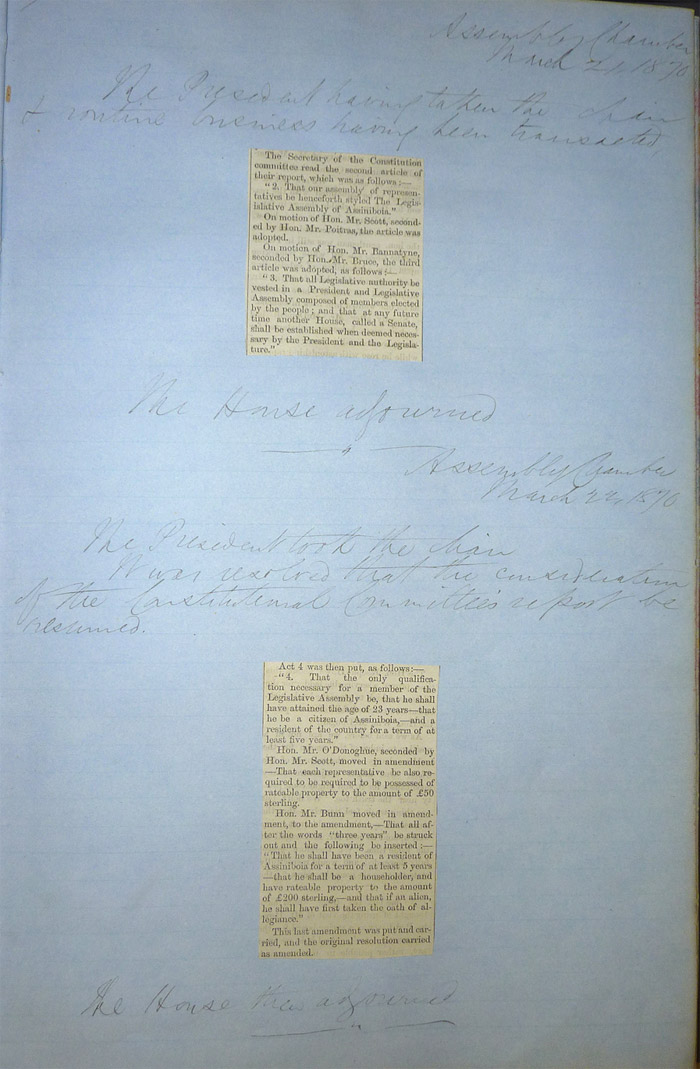 Assembly Chamber
March 21, 1870
The President having taken the chair
& routine business having been transacted,
The Secretary of the Constitution
committee read the second article of
their report, which was as follows:—
"2. That our assembly of represen-
tatives be henceforth styled The Legis-
islative Assembly of Assiniboia."
On motion of Hon. Mr. Scott, second-
ed by Hon. Mr. Poitras, the article was
adopted.
On motion of Hon. Mr. Bannatyne,
seconded by Hon. Mr. Bruce, the third
article was adopted, as follows:—
"3. That all Legislative authority be
vested in a President and Legislative
Assembly composed of members elected
by the people; and that at any future
time another House, called a Senate,
shall be established when deemed neces-
sary by the President and the Legisla-
ture."
The House adjourned
Assembly Chamber
March 22, 1870
The President took the chair
It was resolved that the consideration
of the Constitutional Committee's report be
resumed.
Act 4 was then put, as follows:—
"4. That the only qualifica-
tion necessary for a member of the
Legislative Assembly be, that he shall
have attained the age of 23 years—that
he be a citizen of Assiniboia,—and a
resident of the country for a term of at
least five years."
Hon. Mr. O'Donoghue, seconded by
Hon. Mr. Scott, moved in amendment
—That each representative be also re-
quired to be required to be possessed of
rateable property to the amount of £50
sterling.
Hon. Mr. Bunn moved in amend-
ment, to the amendment,—That all af-
ter the words "three years" be struck
out and the following be inserted:—
"That he shall have been a resident of
Assiniboia for a term of at least 5 years
—that he shall be a householder, and
have rateable property to the amount
of £200 sterling,—and that if an alien,
he shall have first taken the oath of al-
legiance."
This last amendment was put and car-
ried, and the original resolution carried
as amended.
The House then adjourned